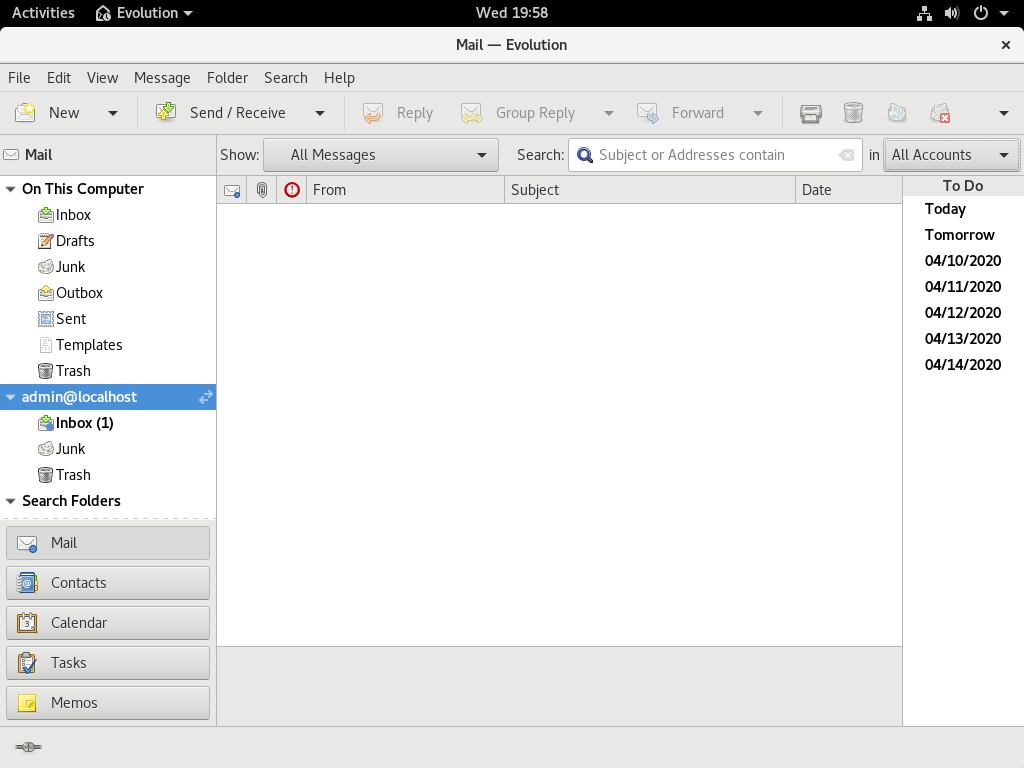 Activities Evolution Wed 19:58
Mail — Evolution
File Edit View Message Folder Search Help
New Send / Receive Reply Group Reply Forward
Mail Show: All Messages Search: Subject or Addresses contain in All Accounts
From Subject Date
On This Computer
Inbox
Drafts
Junk
Outbox
Sent
Templates
Trash
admin@localhost
Inbox (1)
Junk
Trash
Search Folders
Mail
Contacts
Calendar
Tasks
Memos
To Do
Today
Tomorrow
04/10/2020
04/11/2020
04/12/2020
04/13/2020
04/14/2020